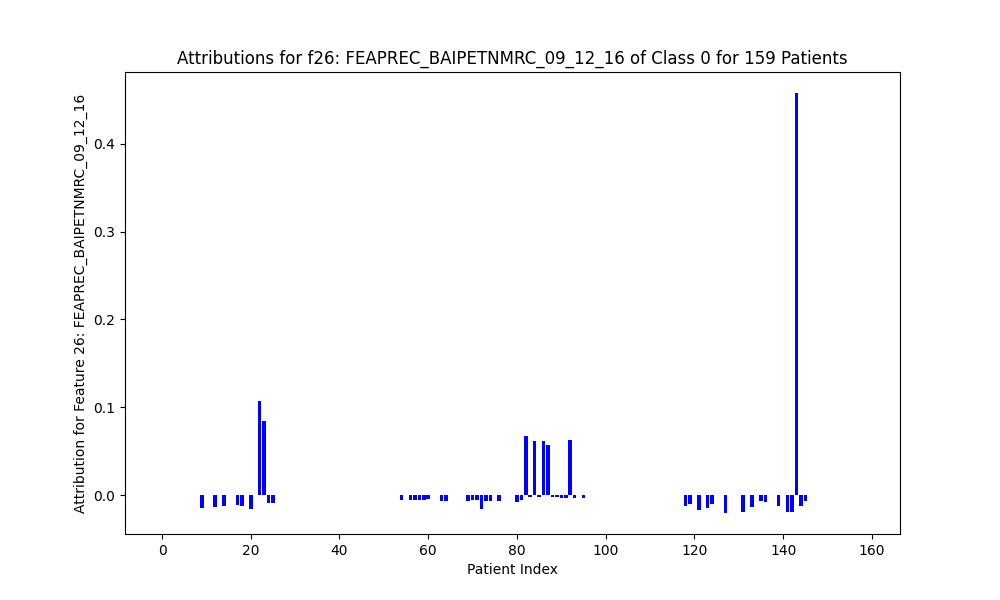 Attributions for f26: FEAPREC_BAIPETNMRC_09_12_16 of Class 0 for 159 Patients
Attribution for Feature 26: FEAPREC_BAIPETNMRC_09_12_16
0.4
0.3
0.2
0.1
0.0
0 20 40 60 80 100 120 140 160
Patient Index